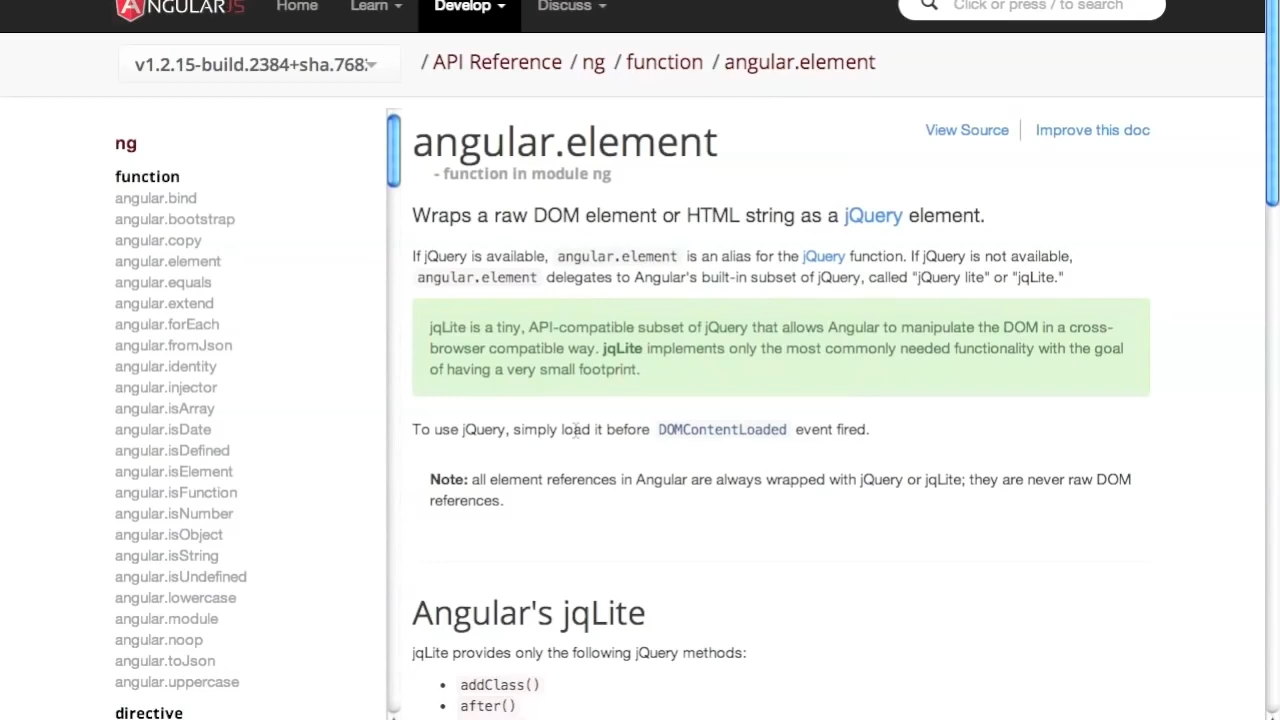 ANGULARJS Home Learn Develop Discuss Click or press / to search
v1.2.15-build.2384+sha.768 / API Reference / ng / function / angular.element
ng
function
angular.bind
angular.bootstrap
angular.copy
angular.element
angular.equals
angular.extend
angular.forEach
angular.fromJson
angular.identity
angular.injector
angular.isArray
angular.isDate
angular.isDefined
angular.isElement
angular.isFunction
angular.isNumber
angular.isObject
angular.isString
angular.isUndefined
angular.lowercase
angular.module
angular.noop
angular.toJson
angular.uppercase
directive
angular.element
View Source Improve this doc
- function in module ng
Wraps a raw DOM element or HTML string as a jQuery element.
If jQuery is available, angular.element is an alias for the jQuery function. If jQuery is not available,
angular.element delegates to Angular's built-in subset of jQuery, called "jQuery lite" or "jqLite."
jqLite is a tiny, API-compatible subset of jQuery that allows Angular to manipulate the DOM in a cross-
browser compatible way. jqLite implements only the most commonly needed functionality with the goal
of having a very small footprint.
To use jQuery, simply load it before DOMContentLoaded event fired.
Note: all element references in Angular are always wrapped with jQuery or jqLite; they are never raw DOM
references.
Angular's jqLite
jqLite provides only the following jQuery methods:
• addClass()
• after()